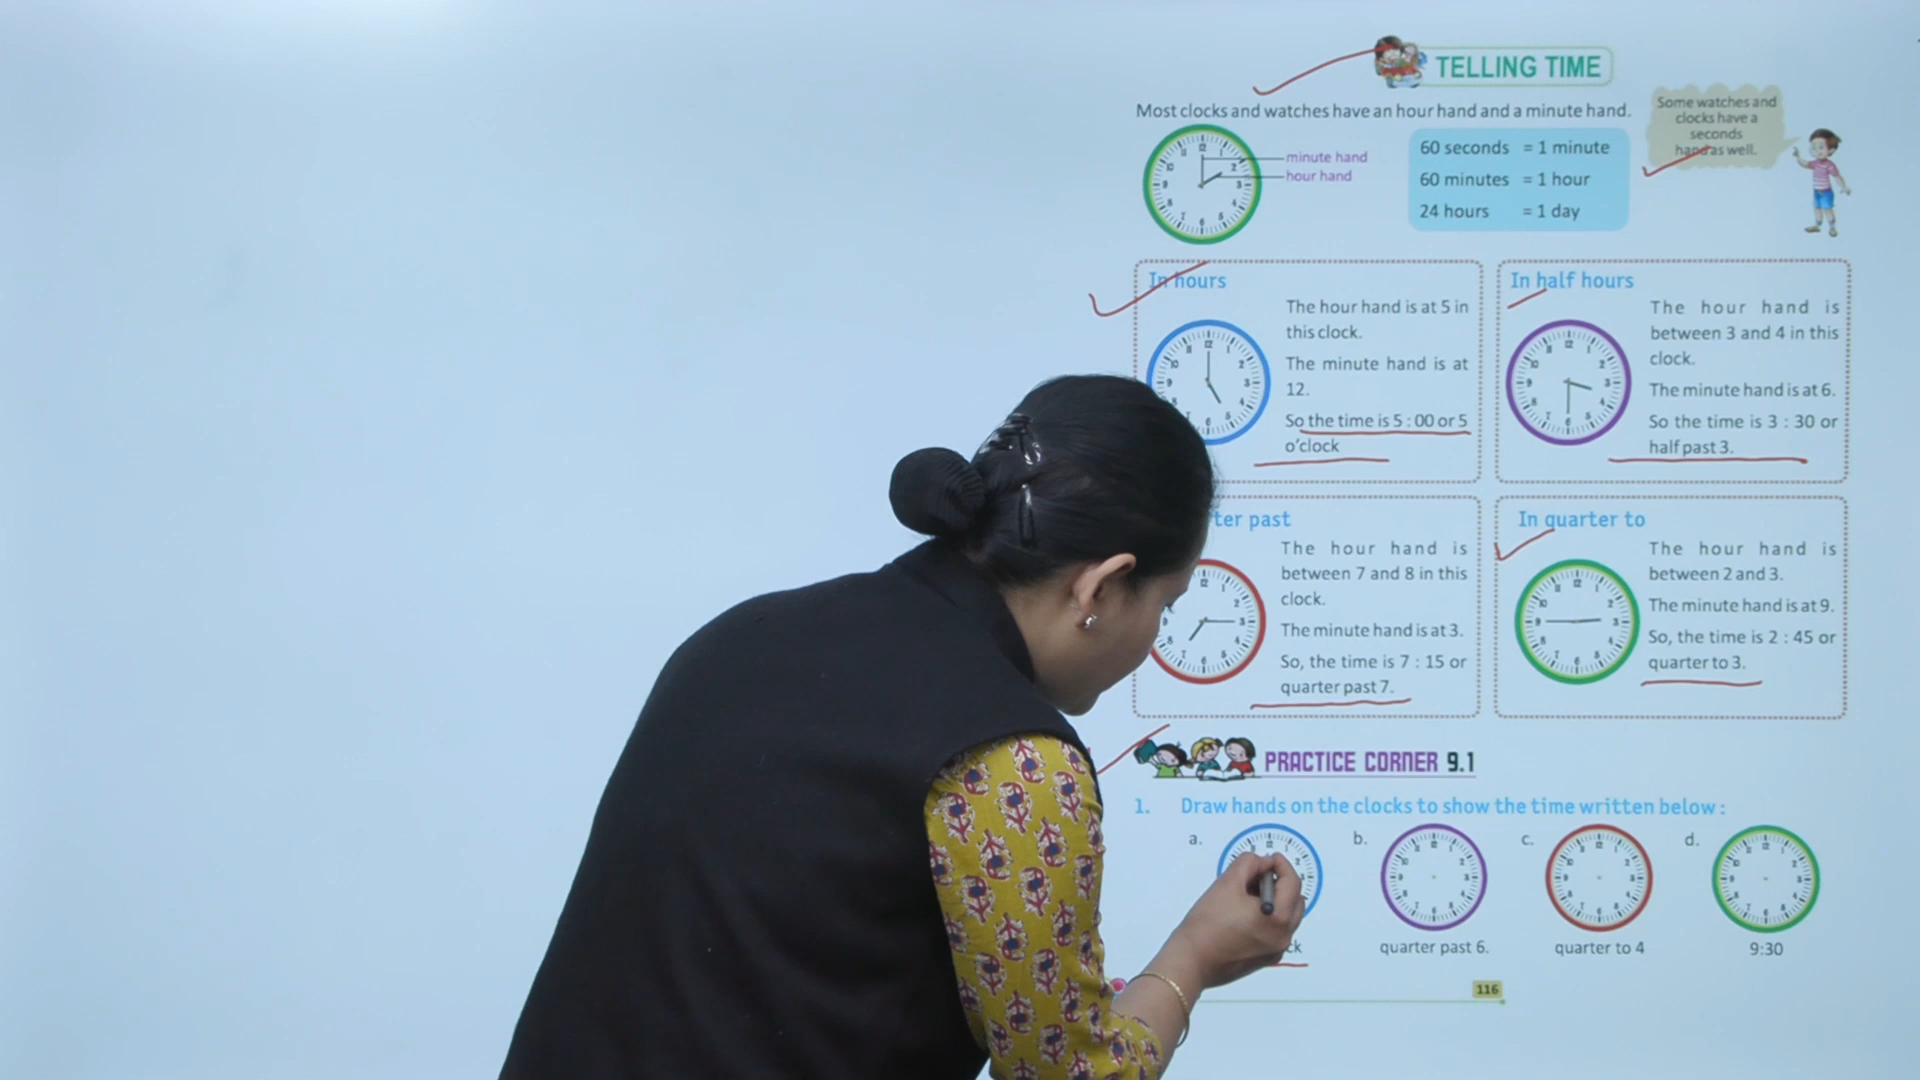 TELLING TIME
Most clocks and watches have an hour hand and a minute hand.
Some watches and
clocks have a
seconds
hand as well.
minute hand
hour hand
60 seconds = 1 minute
60 minutes = 1 hour
24 hours = 1 day
In hours
The hour hand is at 5 in
this clock.
The minute hand is at
12.
So the time is 5 : 00 or 5
o'clock
In half hours
The hour hand is
between 3 and 4 in this
clock.
The minute hand is at 6.
So the time is 3 : 30 or
half past 3.
past
The hour hand is
between 7 and 8 in this
clock.
The minute hand is at 3.
So, the time is 7 : 15 or
quarter past 7.
In quarter to
The hour hand is
between 2 and 3.
The minute hand is at 9.
So, the time is 2 : 45 or
quarter to 3.
PRACTICE CORNER 9.1
1. Draw hands on the clocks to show the time written below :
a. b. c. d.
quarter past 6. quarter to 4 9:30
116